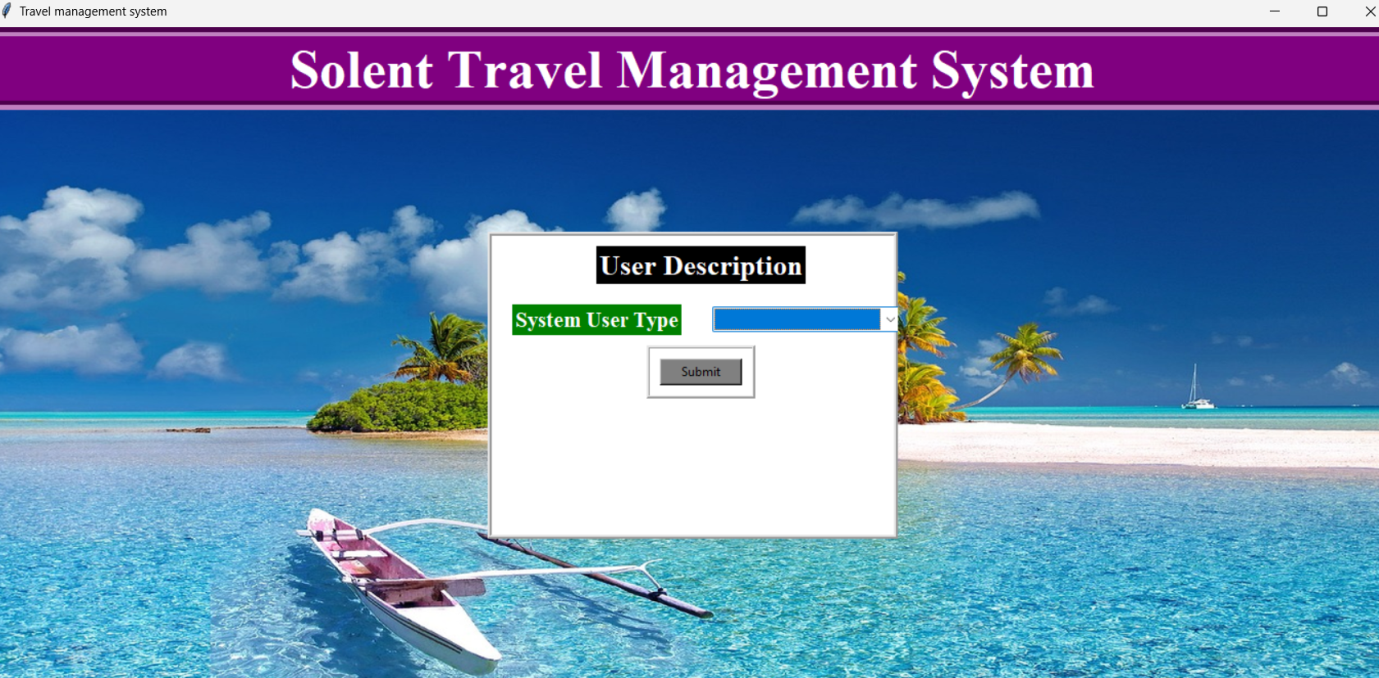 Travel management system
Solent Travel Management System
User Description
System User Type
Submit